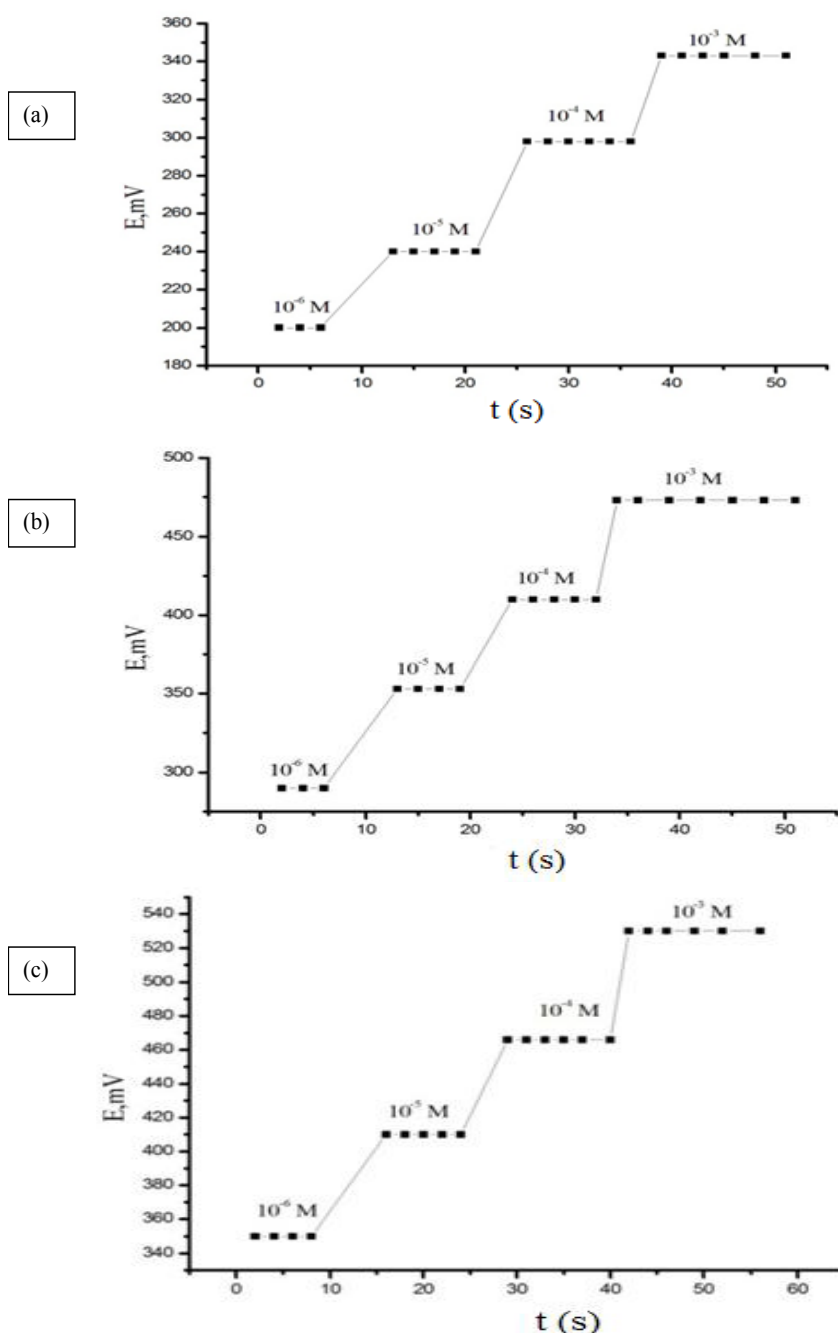 (a)
E,mV
360
340
320
300
280
260
240
220
200
180
10⁻⁶ M
10⁻⁵ M
10⁻⁴ M
10⁻³ M
0 10 20 30 40 50
t (s)
(b)
E,mV
500
450
400
350
300
10⁻⁶ M
10⁻⁵ M
10⁻⁴ M
10⁻³ M
0 10 20 30 40 50
t (s)
(c)
E,mV
540
520
500
480
460
440
420
400
380
360
340
10⁻⁶ M
10⁻⁵ M
10⁻⁴ M
10⁻³ M
0 10 20 30 40 50 60
t (s)